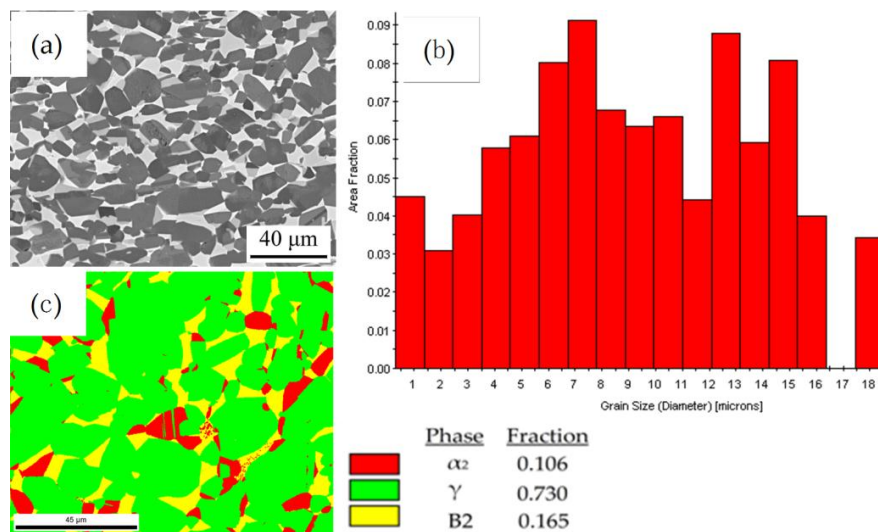 (a)
40 μm
(b)
Area Fraction
0.09
0.08
0.07
0.06
0.05
0.04
0.03
0.02
0.01
0.00
1 2 3 4 5 6 7 8 9 10 11 12 13 14 15 16 17 18
Grain Size (Diameter) [microns]
(c)
45 μm
Phase Fraction
α₂ 0.106
γ 0.730
B2 0.165